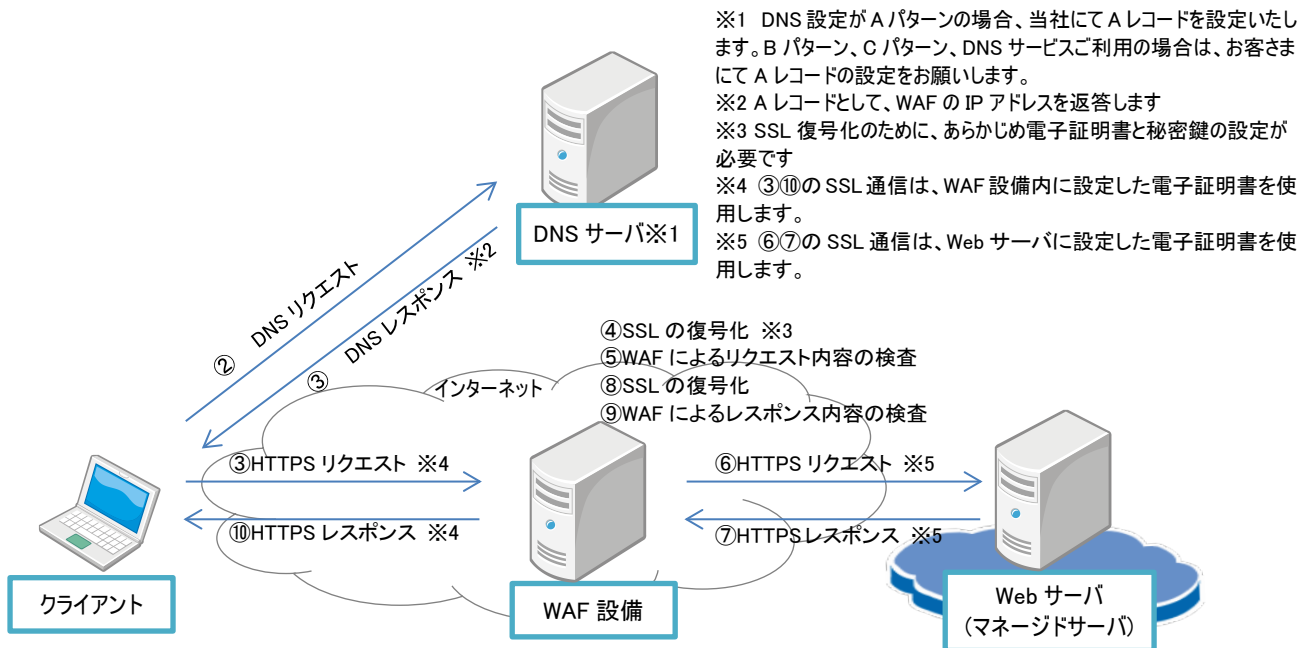 ※1 DNS 設定が A パターンの場合、当社にて A レコードを設定いたし
ます。B パターン、C パターン、DNS サービスご利用の場合は、お客さま
にて A レコードの設定をお願いします。
※2 A レコードとして、WAF の IP アドレスを返答します
※3 SSL 復号化のために、あらかじめ電子証明書と秘密鍵の設定が
必要です
※4 ③⑩の SSL 通信は、WAF 設備内に設定した電子証明書を使
用します。
※5 ⑥⑦の SSL 通信は、Web サーバに設定した電子証明書を使
用します。
DNS サーバ※1
② DNS リクエスト
③ DNS レスポンス ※2
④SSL の復号化 ※3
⑤WAF によるリクエスト内容の検査
⑧SSL の復号化
⑨WAF によるレスポンス内容の検査
インターネット
③HTTPS リクエスト ※4
⑥HTTPS リクエスト ※5
⑩HTTPS レスポンス ※4
⑦HTTPS レスポンス ※5
クライアント
WAF 設備
Web サーバ
(マネージドサーバ)